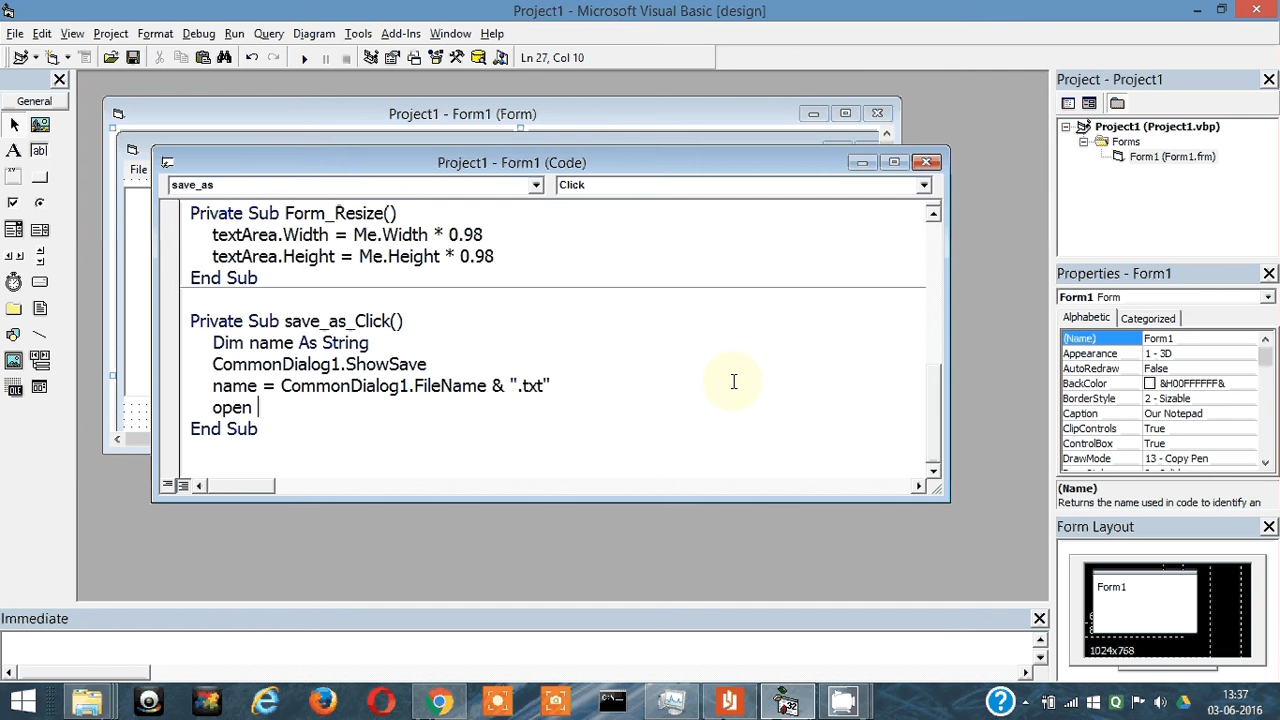 Project1 - Microsoft Visual Basic [design]
File Edit View Project Format Debug Run Query Diagram Tools Add-Ins Window Help
Ln 27, Col 10
General
Project1 - Form1 (Form)
File
Project1 - Form1 (Code)
save_as
Click
Private Sub Form_Resize()
textArea.Width = Me.Width * 0.98
textArea.Height = Me.Height * 0.98
End Sub
Private Sub save_as_Click()
Dim name As String
CommonDialog1.ShowSave
name = CommonDialog1.FileName & ".txt"
open
End Sub
Project - Project1
Project1 (Project1.vbp)
Forms
Form1 (Form1.frm)
Properties - Form1
Form1 Form
Alphabetic Categorized
(Name) Form1
Appearance 1 - 3D
AutoRedraw False
BackColor &H00FFFFFF&
BorderStyle 2 - Sizable
Caption Our Notepad
ClipControls True
ControlBox True
DrawMode 13 - Copy Pen
(Name)
Returns the name used in code to identify an
Form Layout
Form1
1024x768
Immediate
13:37
03-06-2016